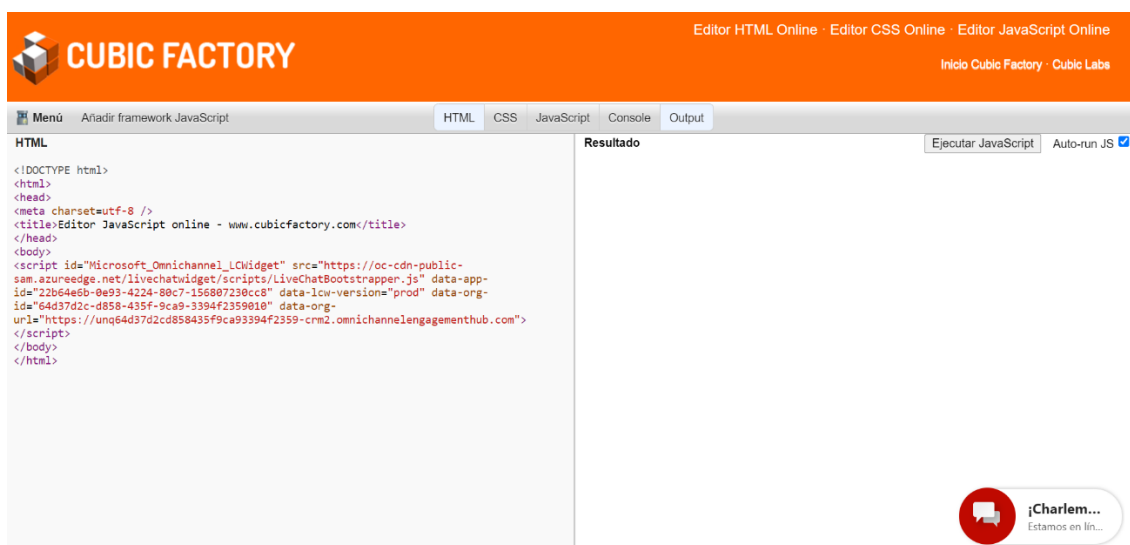 CUBIC FACTORY
Editor HTML Online · Editor CSS Online · Editor JavaScript Online
Inicio Cubic Factory · Cubic Labs
Menú Añadir framework JavaScript HTML CSS JavaScript Console Output
HTML
<!DOCTYPE html>
<html>
<head>
<meta charset=utf-8 />
<title>Editor JavaScript online - www.cubicfactory.com</title>
</head>
<body>
<script id="Microsoft_Omnichannel_LCWidget" src="https://oc-cdn-public-
sam.azureedge.net/livechatwidget/scripts/LiveChatBootstrapper.js" data-app-
id="22b64e6b-0e93-4224-80c7-156807230cc8" data-lcw-version="prod" data-org-
id="64d37d2c-d858-435f-9ca9-3394f2359010" data-org-
url="https://unq64d37d2cd858435f9ca93394f2359-crm2.omnichannelengagementhub.com">
</script>
</body>
</html>
Resultado Ejecutar JavaScript Auto-run JS
¡Charlem...
Estamos en lín...